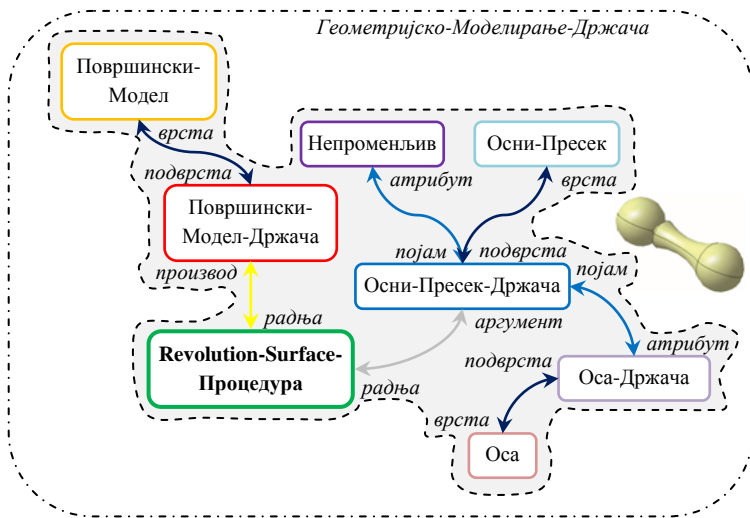 Геометријско-Моделирање-Држача
Површински-
Модел
врста
подврста
Непроменљив
Осни-Пресек
атрибут
врста
Површински-
Модел-Држача
појам
подврста
производ
Осни-Пресек-Држача
појам
радња
аргумент
Revolution-Surface-
Процедура
радња
атрибут
подврста
Оса-Држача
врста
Оса